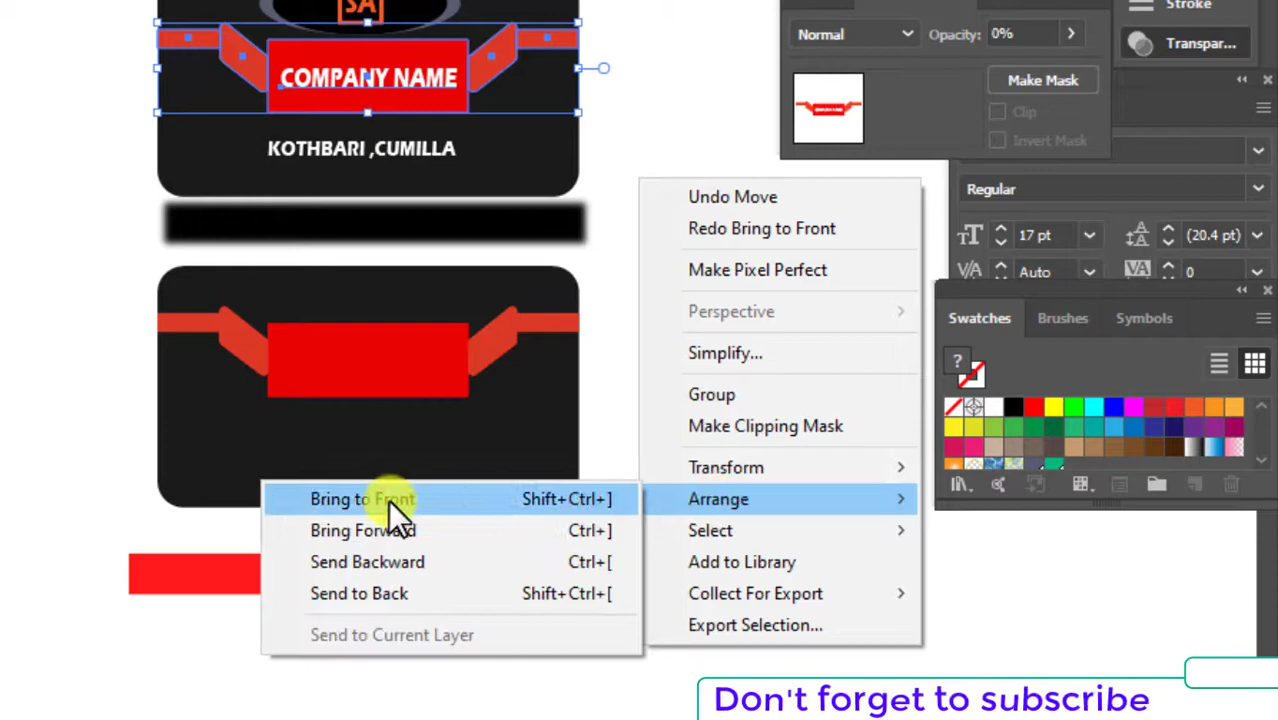 SA
COMPANY NAME
KOTHBARI ,CUMILLA
Stroke
Normal
Opacity:
0%
Transpar...
Make Mask
Clip
Invert Mask
Regular
17 pt
(20.4 pt)
Auto
0
Undo Move
Redo Bring to Front
Make Pixel Perfect
Perspective
Simplify...
Group
Make Clipping Mask
Transform
Arrange
Select
Add to Library
Collect For Export
Export Selection...
Bring to Front Shift+Ctrl+]
Bring Forward Ctrl+]
Send Backward Ctrl+[
Send to Back Shift+Ctrl+[
Send to Current Layer
Swatches
Brushes
Symbols
?
Don't forget to subscribe